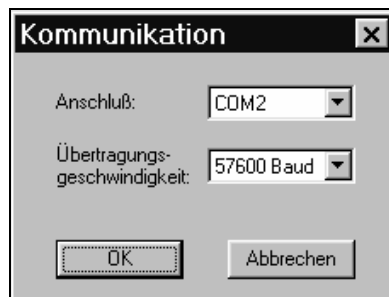 Kommunikation
Anschluß: COM2
Übertragungs-
geschwindigkeit: 57600 Baud
OK Abbrechen